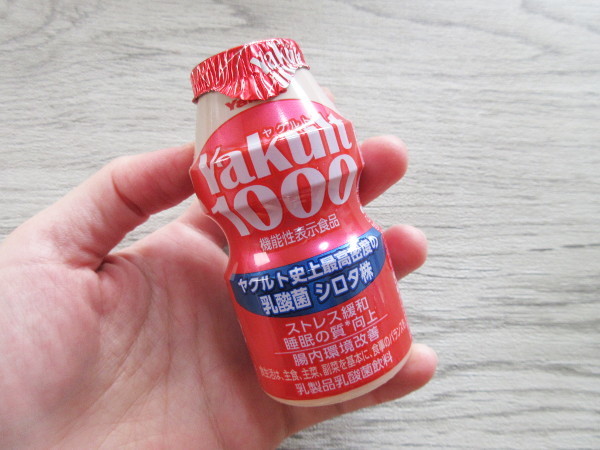 Yakult
ヤクルト
Yakult
1000
機能性表示食品
ヤクルト史上最高密度の
乳酸菌 シロタ株
ストレス緩和
睡眠の質*向上
腸内環境改善
食生活は、主食、主菜、副菜を基本に、食事のバランスを
乳製品乳酸菌飲料